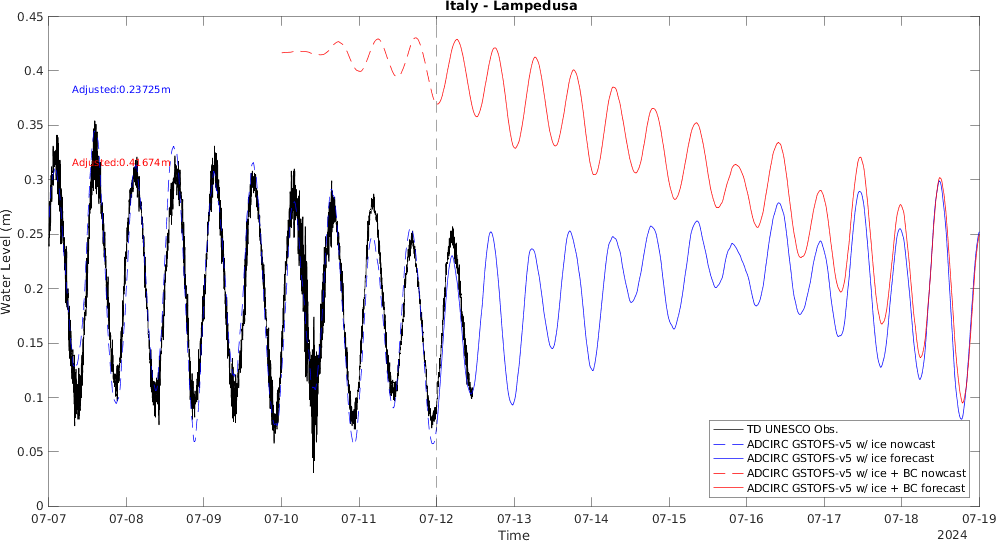 Italy - Lampedusa
0.45
0.4
0.35
0.3
0.25
0.2
0.15
0.1
0.05
0
Water Level (m)
Adjusted:0.23725m
Adjusted:0.41674m
TD UNESCO Obs.
ADCIRC GSTOFS-v5 w/ ice nowcast
ADCIRC GSTOFS-v5 w/ ice forecast
ADCIRC GSTOFS-v5 w/ ice + BC nowcast
ADCIRC GSTOFS-v5 w/ ice + BC forecast
07-07 07-08 07-09 07-10 07-11 07-12 07-13 07-14 07-15 07-16 07-17 07-18 07-19
Time
2024